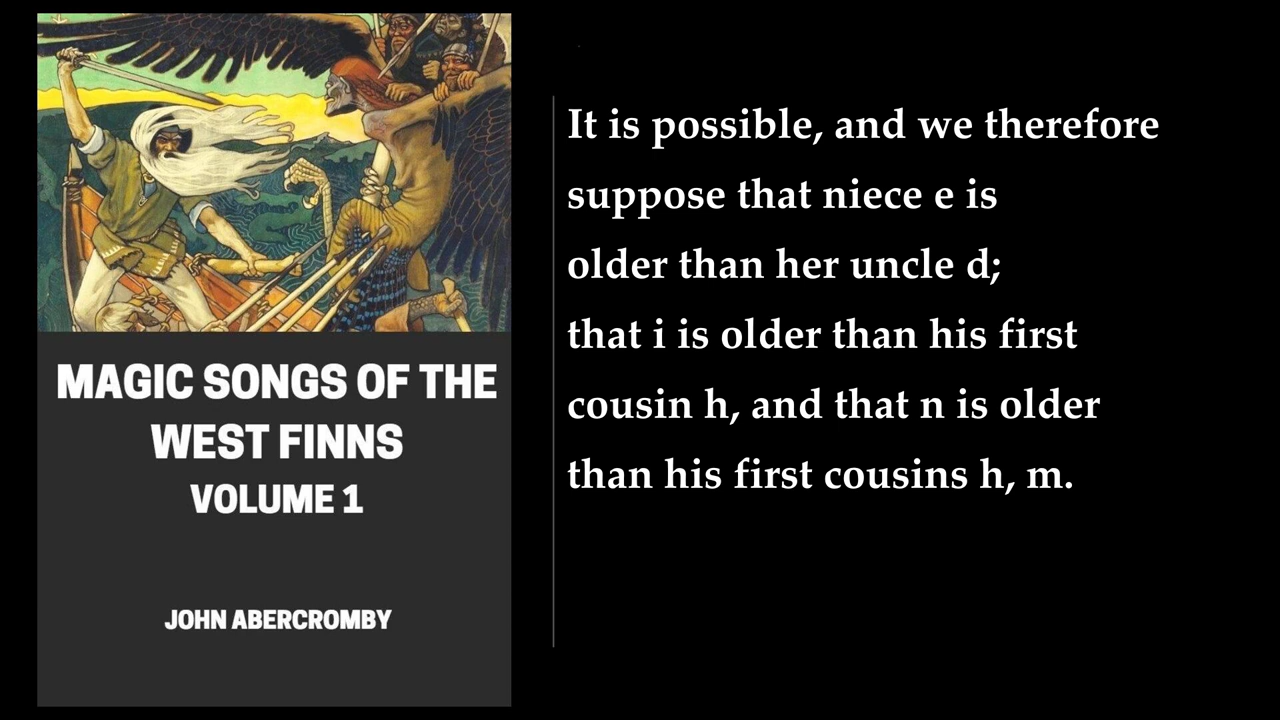 MAGIC SONGS OF THE
WEST FINNS
VOLUME 1
JOHN ABERCROMBY
It is possible, and we therefore
suppose that niece e is
older than her uncle d;
that i is older than his first
cousin h, and that n is older
than his first cousins h, m.